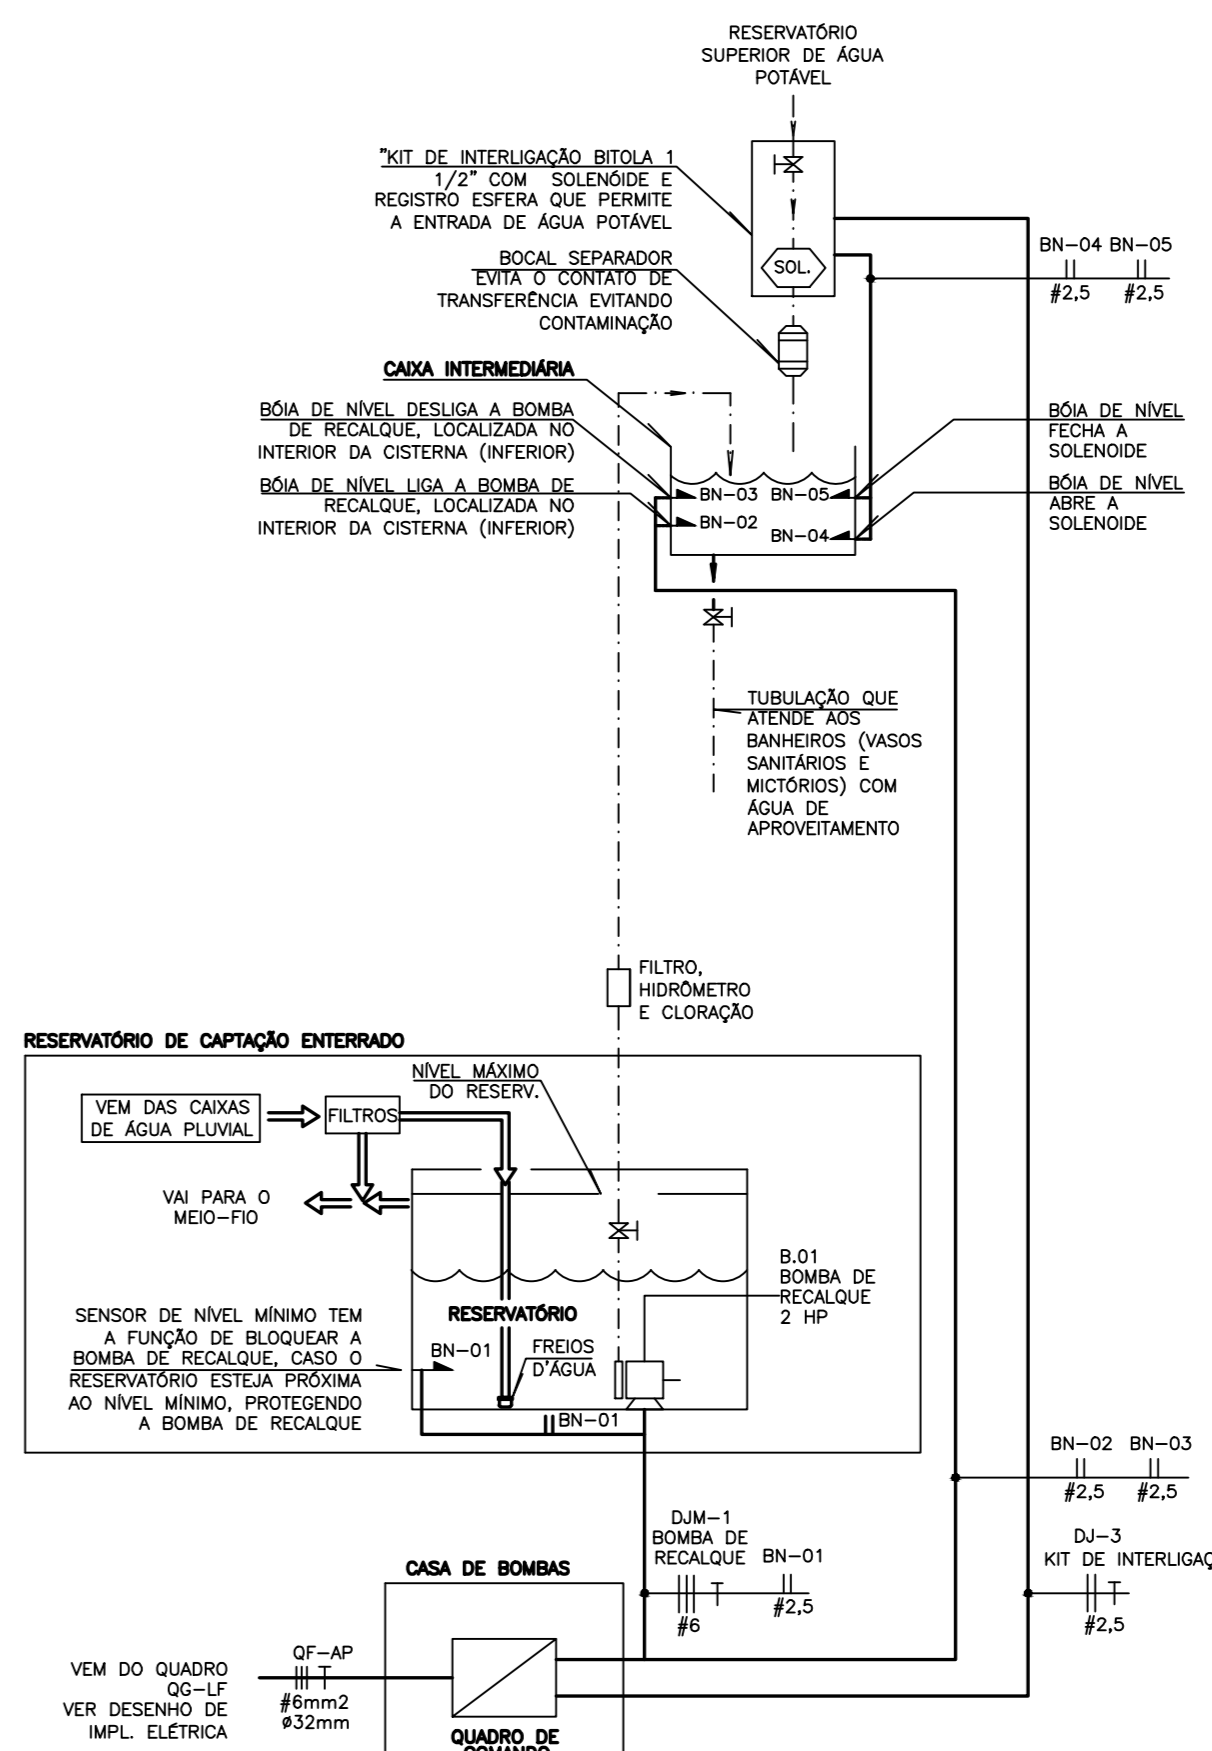 RESERVATÓRIO
SUPERIOR DE ÁGUA
POTÁVEL
"KIT DE INTERLIGAÇÃO BITOLA 1
1/2" COM SOLENÓIDE E
REGISTRO ESFERA QUE PERMITE
A ENTRADA DE ÁGUA POTÁVEL
SOL.
BN-04 BN-05
#2,5 #2,5
BOCAL SEPARADOR
EVITA O CONTATO DE
TRANSFERÊNCIA EVITANDO
CONTAMINAÇÃO
CAIXA INTERMEDIÁRIA
BÓIA DE NÍVEL DESLIGA A BOMBA
DE RECALQUE, LOCALIZADA NO
INTERIOR DA CISTERNA (INFERIOR)
BÓIA DE NÍVEL LIGA A BOMBA DE
RECALQUE, LOCALIZADA NO
INTERIOR DA CISTERNA (INFERIOR)
BN-03 BN-05
BN-02
BN-04
BÓIA DE NÍVEL
FECHA A
SOLENOIDE
BÓIA DE NÍVEL
ABRE A
SOLENOIDE
TUBULAÇÃO QUE
ATENDE AOS
BANHEIROS (VASOS
SANITÁRIOS E
MICTÓRIOS) COM
ÁGUA DE
APROVEITAMENTO
FILTRO,
HIDRÔMETRO
E CLORAÇÃO
RESERVATÓRIO DE CAPTAÇÃO ENTERRADO
NÍVEL MÁXIMO
DO RESERV.
VEM DAS CAIXAS
DE ÁGUA PLUVIAL
FILTROS
VAI PARA O
MEIO-FIO
B.01
BOMBA DE
RECALQUE
2 HP
RESERVATÓRIO
SENSOR DE NÍVEL MÍNIMO TEM
A FUNÇÃO DE BLOQUEAR A
BOMBA DE RECALQUE, CASO O
RESERVATÓRIO ESTEJA PRÓXIMA
AO NÍVEL MÍNIMO, PROTEGENDO
A BOMBA DE RECALQUE
BN-01
FREIOS
D'ÁGUA
BN-01
BN-02 BN-03
#2,5 #2,5
DJM-1
BOMBA DE
RECALQUE BN-01
#6 #2,5
DJ-3
KIT DE INTERLIGAÇ
#2,5
CASA DE BOMBAS
VEM DO QUADRO
QG-LF
VER DESENHO DE
IMPL. ELÉTRICA
QF-AP
#6mm2
ø32mm
QUADRO DE
COMANDO